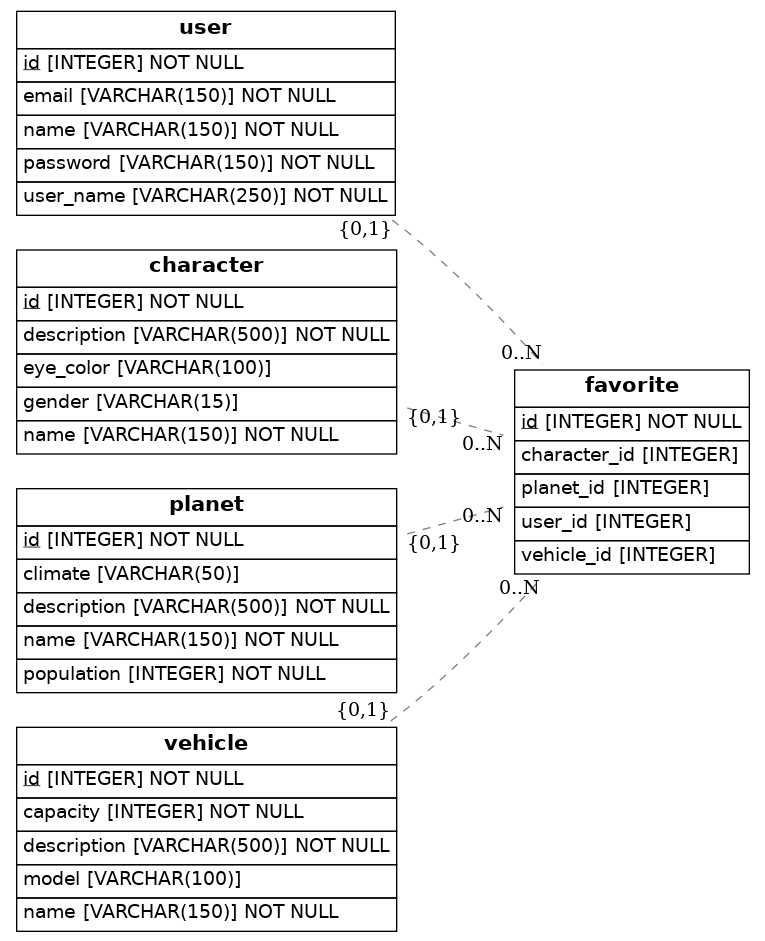 user
id [INTEGER] NOT NULL
email [VARCHAR(150)] NOT NULL
name [VARCHAR(150)] NOT NULL
password [VARCHAR(150)] NOT NULL
user_name [VARCHAR(250)] NOT NULL
{0,1}
character
id [INTEGER] NOT NULL
description [VARCHAR(500)] NOT NULL
eye_color [VARCHAR(100)]
gender [VARCHAR(15)]
name [VARCHAR(150)] NOT NULL
{0,1}
planet
id [INTEGER] NOT NULL
climate [VARCHAR(50)]
description [VARCHAR(500)] NOT NULL
name [VARCHAR(150)] NOT NULL
population [INTEGER] NOT NULL
{0,1}
{0,1}
vehicle
id [INTEGER] NOT NULL
capacity [INTEGER] NOT NULL
description [VARCHAR(500)] NOT NULL
model [VARCHAR(100)]
name [VARCHAR(150)] NOT NULL
0..N
0..N
0..N
0..N
favorite
id [INTEGER] NOT NULL
character_id [INTEGER]
planet_id [INTEGER]
user_id [INTEGER]
vehicle_id [INTEGER]